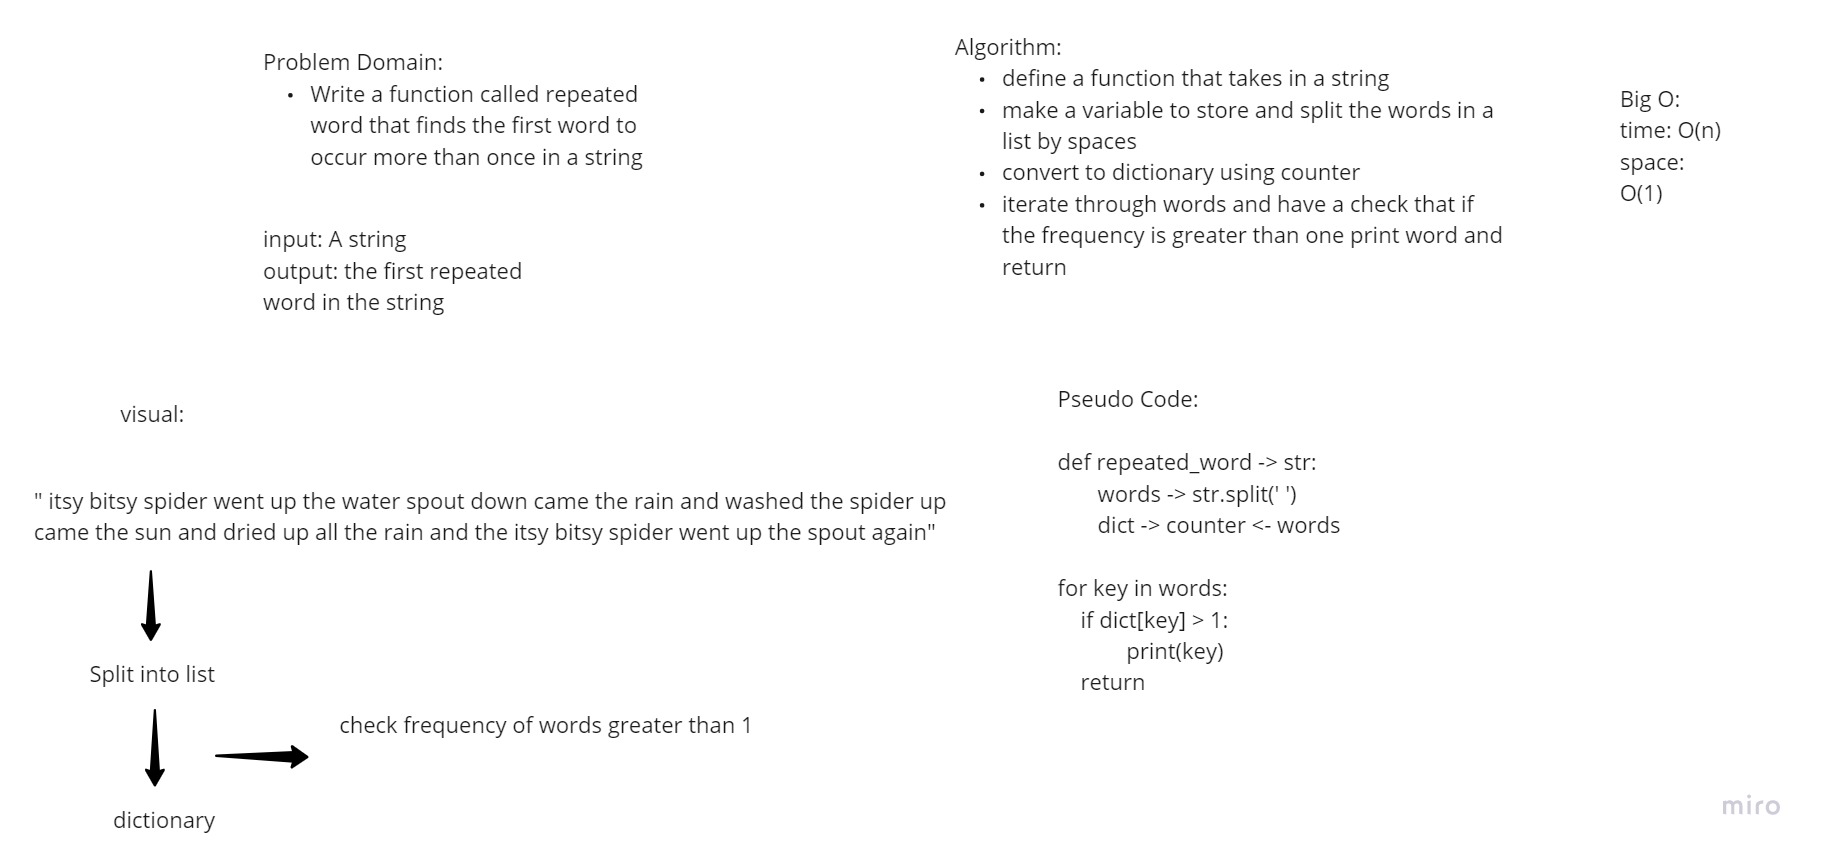 Problem Domain:
• Write a function called repeated
word that finds the first word to
occur more than once in a string
input: A string
output: the first repeated
word in the string
Algorithm:
• define a function that takes in a string
• make a variable to store and split the words in a
list by spaces
• convert to dictionary using counter
• iterate through words and have a check that if
the frequency is greater than one print word and
return
Big O:
time: O(n)
space:
O(1)
visual:
" itsy bitsy spider went up the water spout down came the rain and washed the spider up
came the sun and dried up all the rain and the itsy bitsy spider went up the spout again"
Split into list
check frequency of words greater than 1
dictionary
Pseudo Code:
def repeated_word -> str:
words -> str.split(' ')
dict -> counter <- words
for key in words:
if dict[key] > 1:
print(key)
return
miro